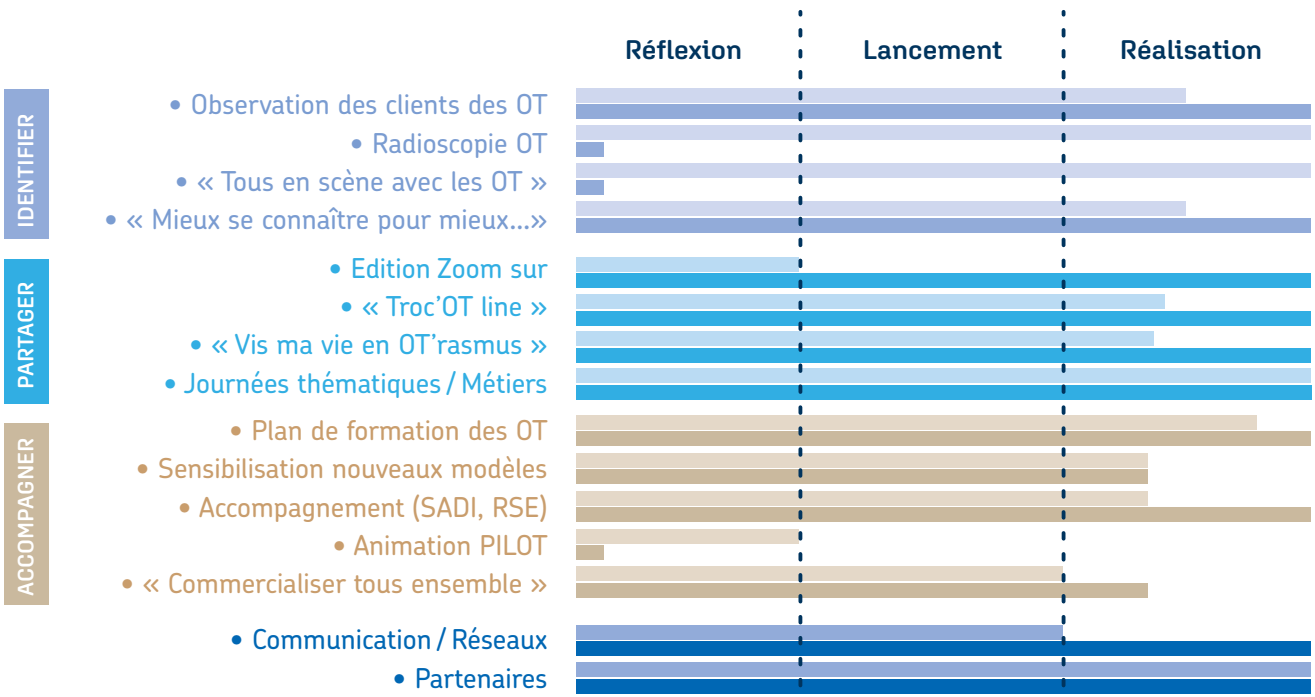 Réflexion
Lancement
Réalisation
IDENTIFIER
• Observation des clients des OT
• Radioscopie OT
• « Tous en scène avec les OT »
• « Mieux se connaître pour mieux...»
PARTAGER
• Edition Zoom sur
• « Troc'OT line »
• « Vis ma vie en OT'rasmus »
• Journées thématiques / Métiers
ACCOMPAGNER
• Plan de formation des OT
• Sensibilisation nouveaux modèles
• Accompagnement (SADI, RSE)
• Animation PILOT
• « Commercialiser tous ensemble »
• Communication / Réseaux
• Partenaires